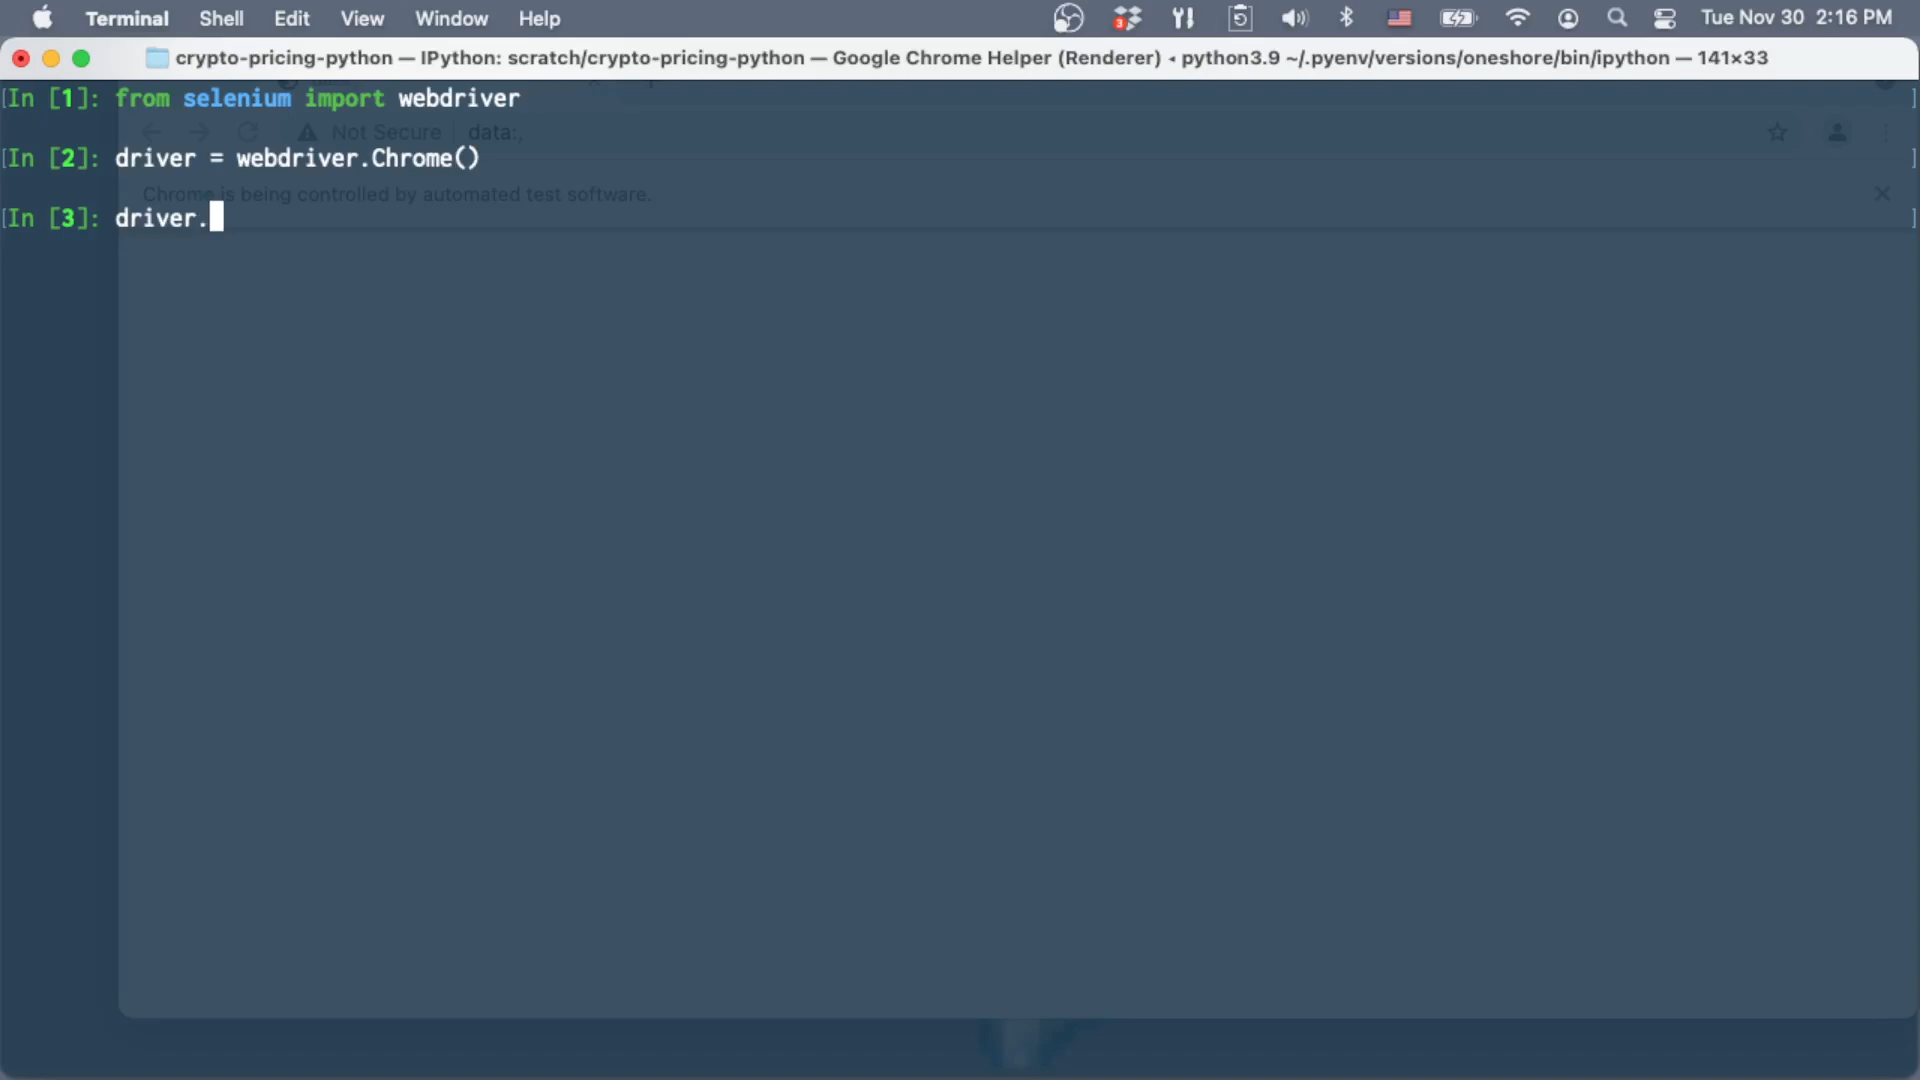 Terminal Shell Edit View Window Help 3 Tue Nov 30 2:16 PM
crypto-pricing-python — IPython: scratch/crypto-pricing-python — Google Chrome Helper (Renderer) ◂ python3.9 ~/.pyenv/versions/oneshore/bin/ipython — 141×33
[In [1]: from selenium import webdriver ]
Not Secure data:,
[In [2]: driver = webdriver.Chrome() ]
Chrome is being controlled by automated test software.
[In [3]: driver. ]